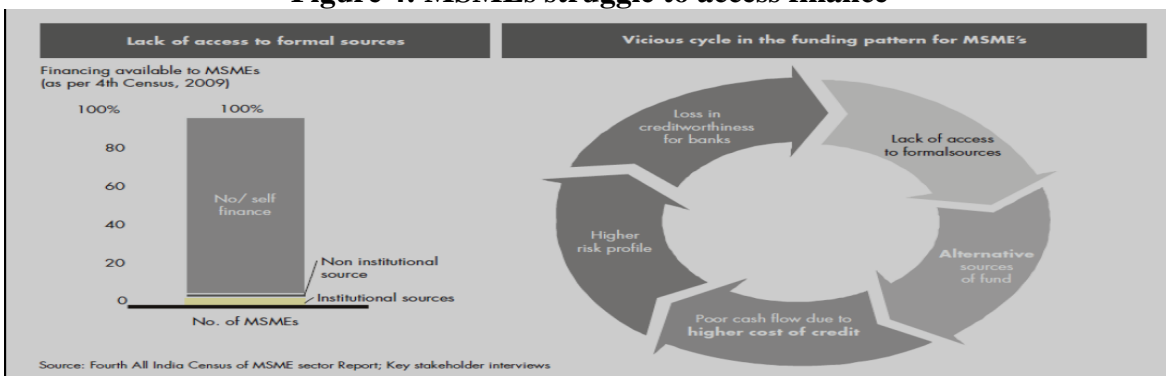 Figure 4: MSMEs struggle to access finance
Lack of access to formal sources
Financing available to MSMEs
(as per 4th Census, 2009)
100%
100%
80
60
40
20
0
No/ self
finance
Non institutional
source
Institutional sources
No. of MSMEs
Vicious cycle in the funding pattern for MSME's
Loss in
creditworthiness
for banks
Lack of access
to formalsources
Alternative
sources
of fund
Poor cash flow due to
higher cost of credit
Higher
risk profile
Source: Fourth All India Census of MSME sector Report; Key stakeholder interviews